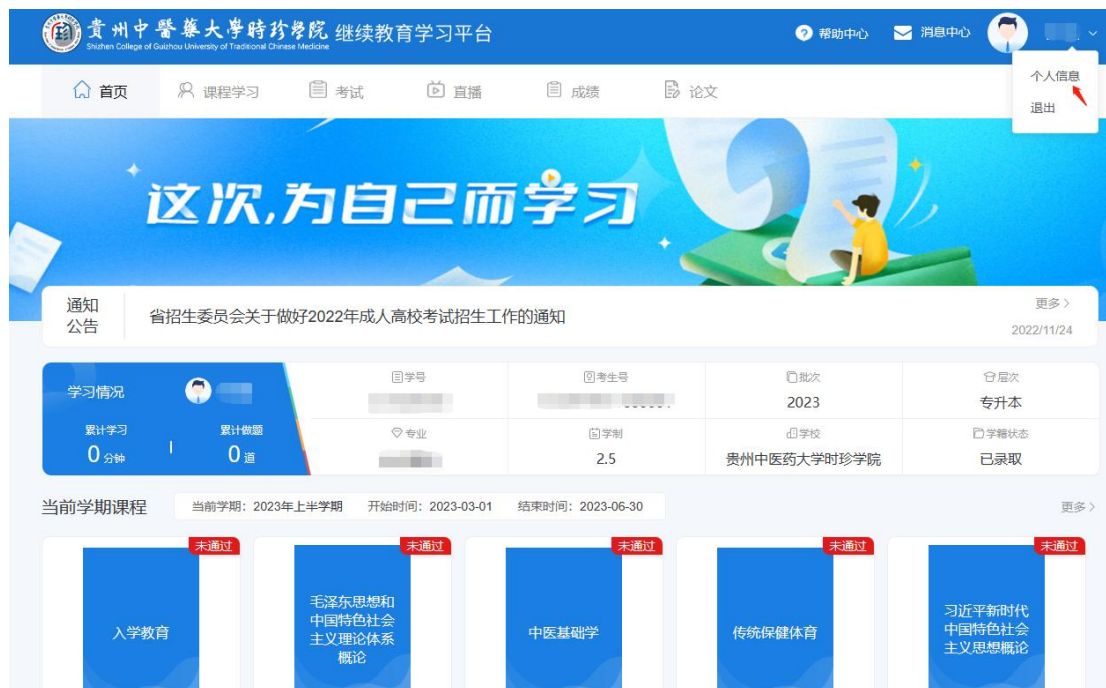 貴州中醫藥大學時珍學院 继续教育学习平台
Shizhen College of Guizhou University of Traditional Chinese Medicine
帮助中心
消息中心
个人信息
退出
首页
课程学习
考试
直播
成绩
论文
这次,为自己而学习
通知
公告
省招生委员会关于做好2022年成人高校考试招生工作的通知
更多
2022/11/24
学习情况
累计学习
0 分钟
累计做题
0 道
学号
考生号
批次
2023
层次
专升本
专业
学制
2.5
学校
贵州中医药大学时珍学院
学籍状态
已录取
当前学期课程
当前学期：2023年上半学期 开始时间：2023-03-01 结束时间：2023-06-30
更多
未通过
入学教育
未通过
毛泽东思想和
中国特色社会
主义理论体系
概论
未通过
中医基础学
未通过
传统保健体育
未通过
习近平新时代
中国特色社会
主义思想概论